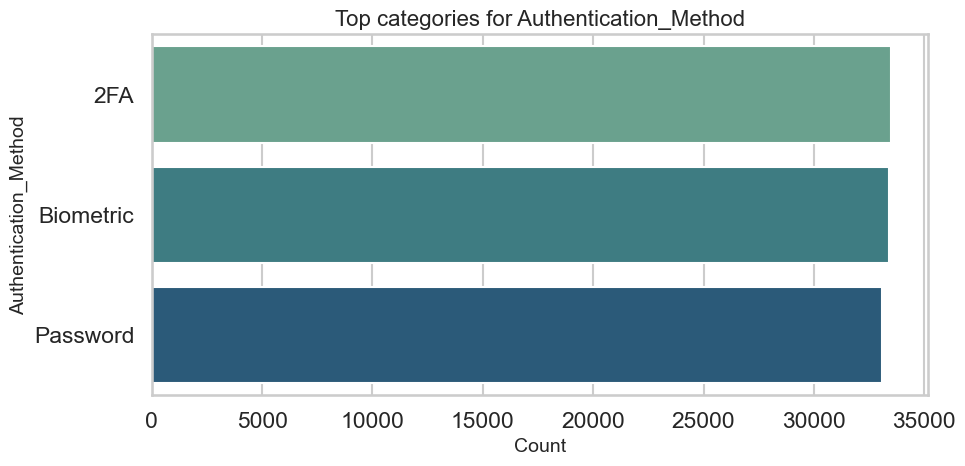 Top categories for Authentication_Method
Authentication_Method
2FA
Biometric
Password
0 5000 10000 15000 20000 25000 30000 35000
Count